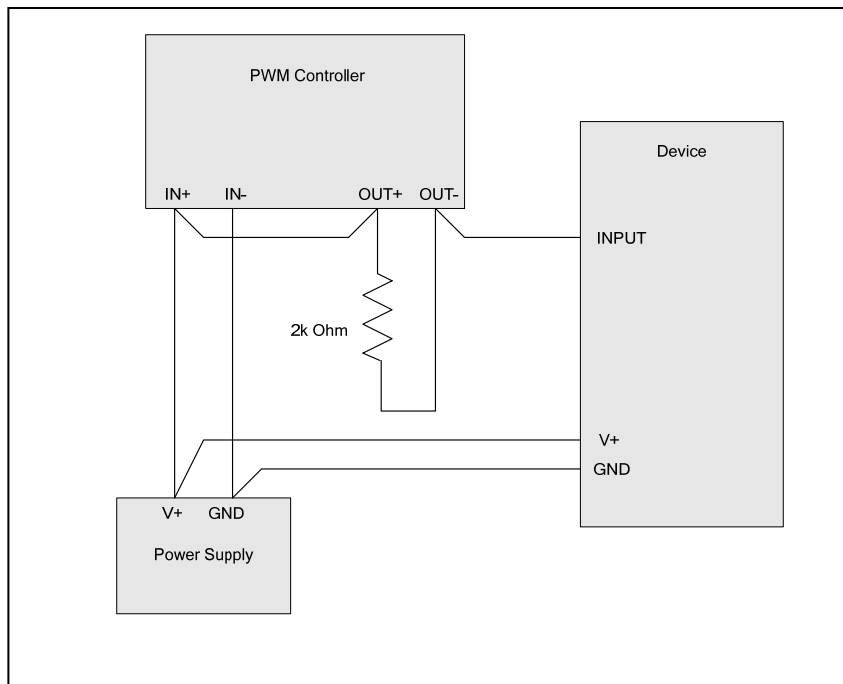 PWM Controller
IN+ IN- OUT+ OUT-
Device
INPUT
2k Ohm
V+
GND
V+ GND
Power Supply